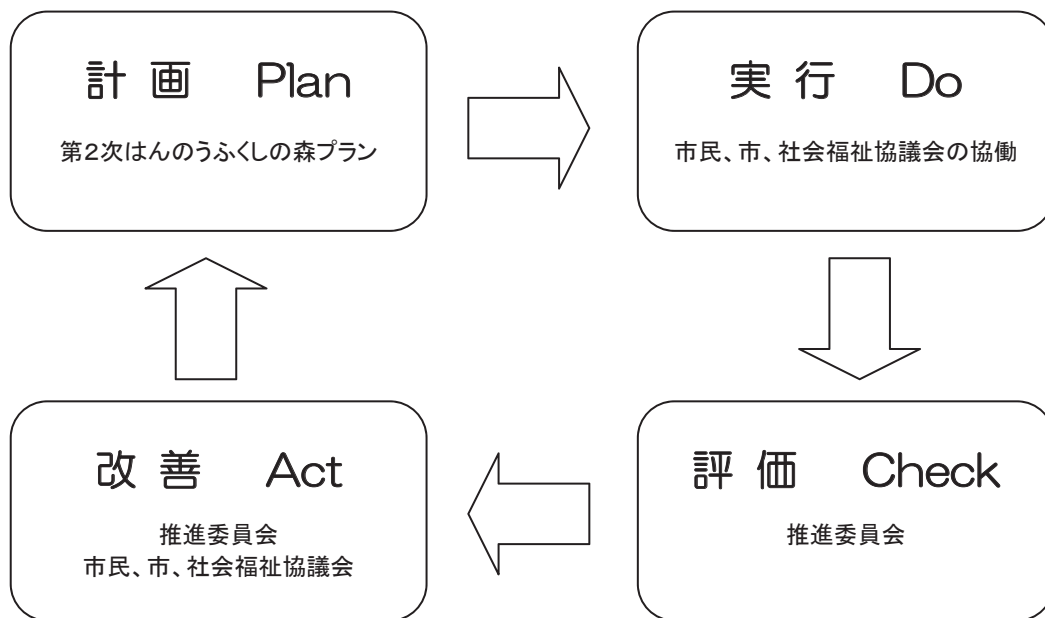 計画 Plan
第2次はんのうふくしの森プラン
実行 Do
市民、市、社会福祉協議会の協働
改善 Act
推進委員会
市民、市、社会福祉協議会
評価 Check
推進委員会